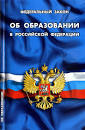 ФЕДЕРАЛЬНЫЙ ЗАКОН
ОБ ОБРАЗОВАНИИ
В РОССИЙСКОЙ ФЕДЕРАЦИИ